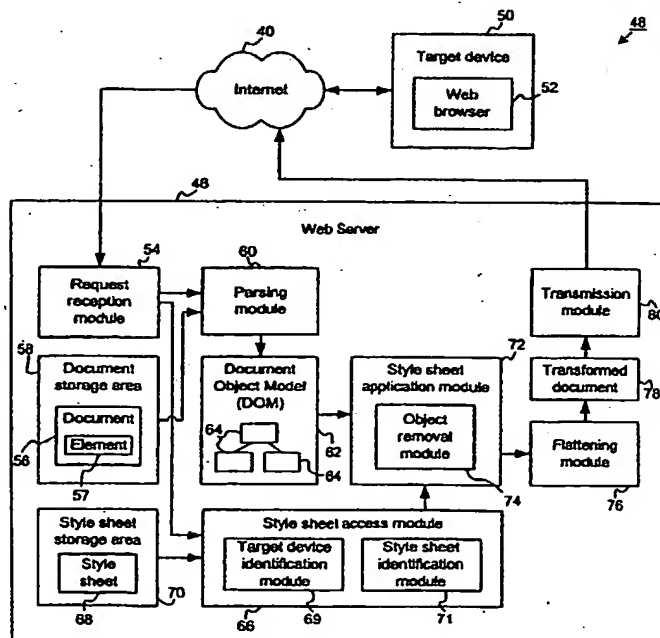 50
48
40
Target device
Internet
Web
browser
52
48
Web Server
54
60
Request
reception
module
Parsing
module
Transmission
module
80
58
Document
storage area
Document
Element
56
57
Document
Object Model
(DOM)
64
64
62
72
Style sheet
application module
Object
removal
module
74
Transformed
document
78
Flattening
module
76
Style sheet
storage area
Style
sheet
68
70
Style sheet access module
Target device
identification
module
Style sheet
identification
module
66
69
71